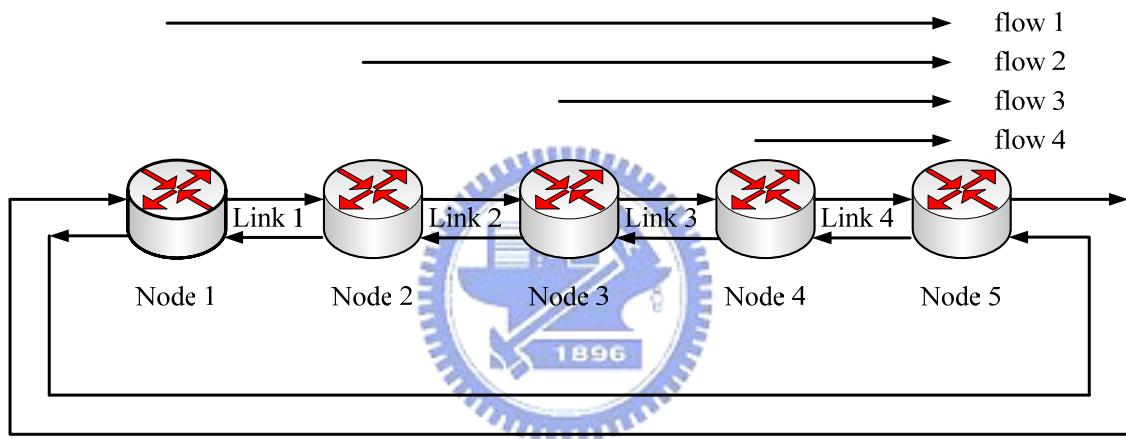 flow 1
flow 2
flow 3
flow 4
Link 1
Link 2
Link 3
Link 4
Node 1
Node 2
Node 3
Node 4
Node 5
1896